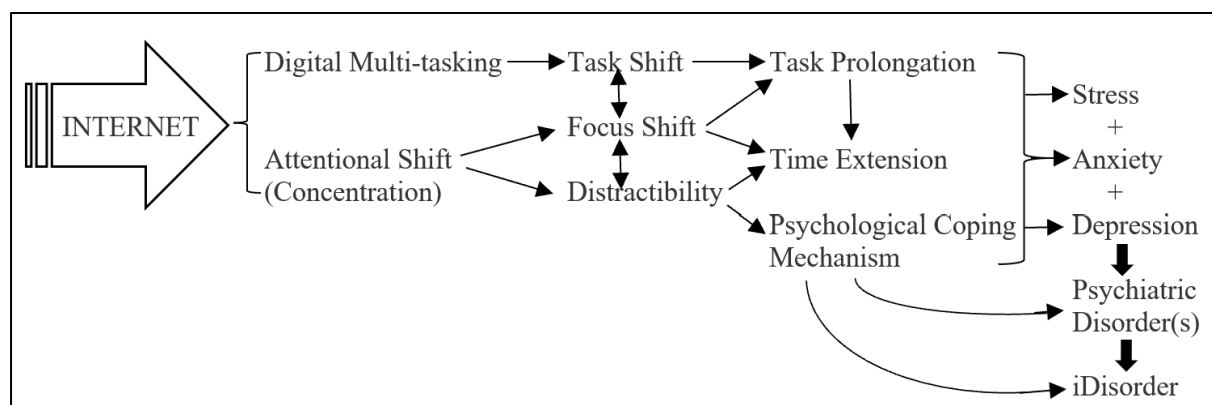 INTERNET
Digital Multi-tasking
Attentional Shift
(Concentration)
Task Shift
Focus Shift
Distractibility
Task Prolongation
Time Extension
Psychological Coping
Mechanism
Stress
+
Anxiety
+
Depression
Psychiatric
Disorder(s)
iDisorder